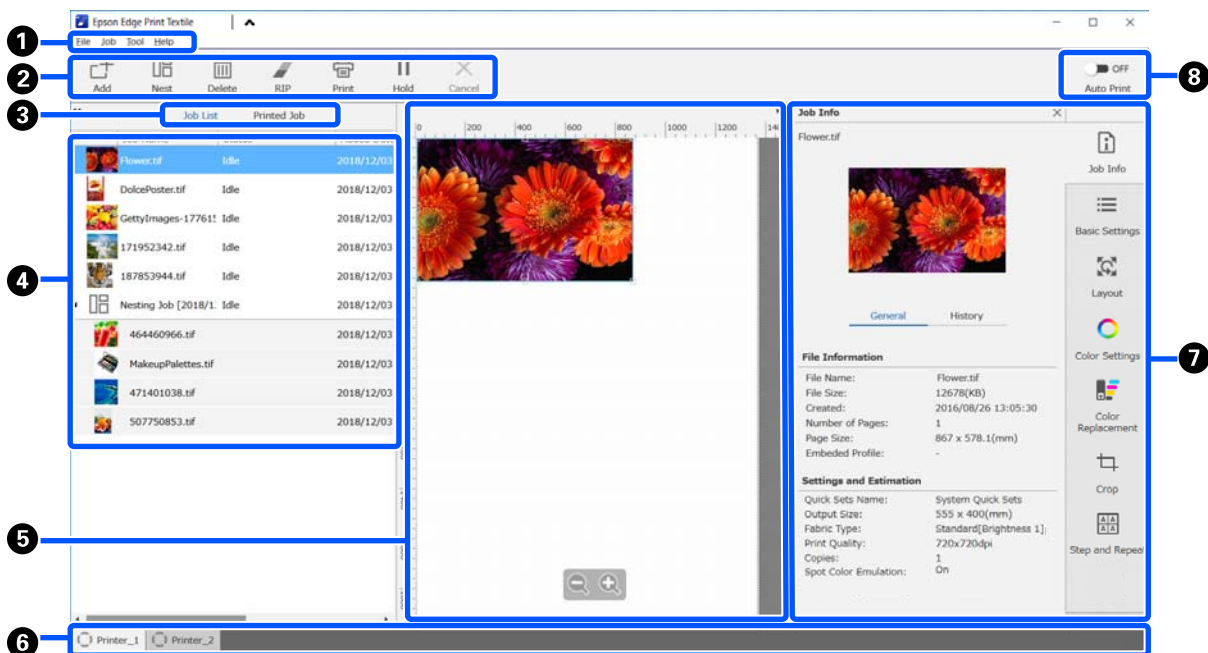 Epson Edge Print Textile
1
File Job Tool Help
2
Add Nest Delete RIP Print Hold Cancel
OFF
Auto Print
8
3
Job List Printed Job
4
Flower.tif Idle 2018/12/03
DolcePoster.tif Idle 2018/12/03
GettyImages-17761 Idle 2018/12/03
171952342.tif Idle 2018/12/03
187853944.tif Idle 2018/12/03
Nesting Job [2018/1 Idle 2018/12/03
464460966.tif 2018/12/03
MakeupPalettes.tif 2018/12/03
471401038.tif 2018/12/03
507750853.tif 2018/12/03
5
0 200 400 600 800 1000 1200
Job Info
Flower.tif
General History
File Information
File Name: Flower.tif
File Size: 12678(KB)
Created: 2016/08/26 13:05:30
Number of Pages: 1
Page Size: 867 x 578.1(mm)
Embeded Profile: -
Settings and Estimation
Quick Sets Name: System Quick Sets
Output Size: 555 x 400(mm)
Fabric Type: Standard[Brightness 1];
Print Quality: 720x720dpi
Copies: 1
Spot Color Emulation: On
7
Job Info
Basic Settings
Layout
Color Settings
Color
Replacement
Crop
A A
A A
Step and Repeat
6
Printer_1 Printer_2